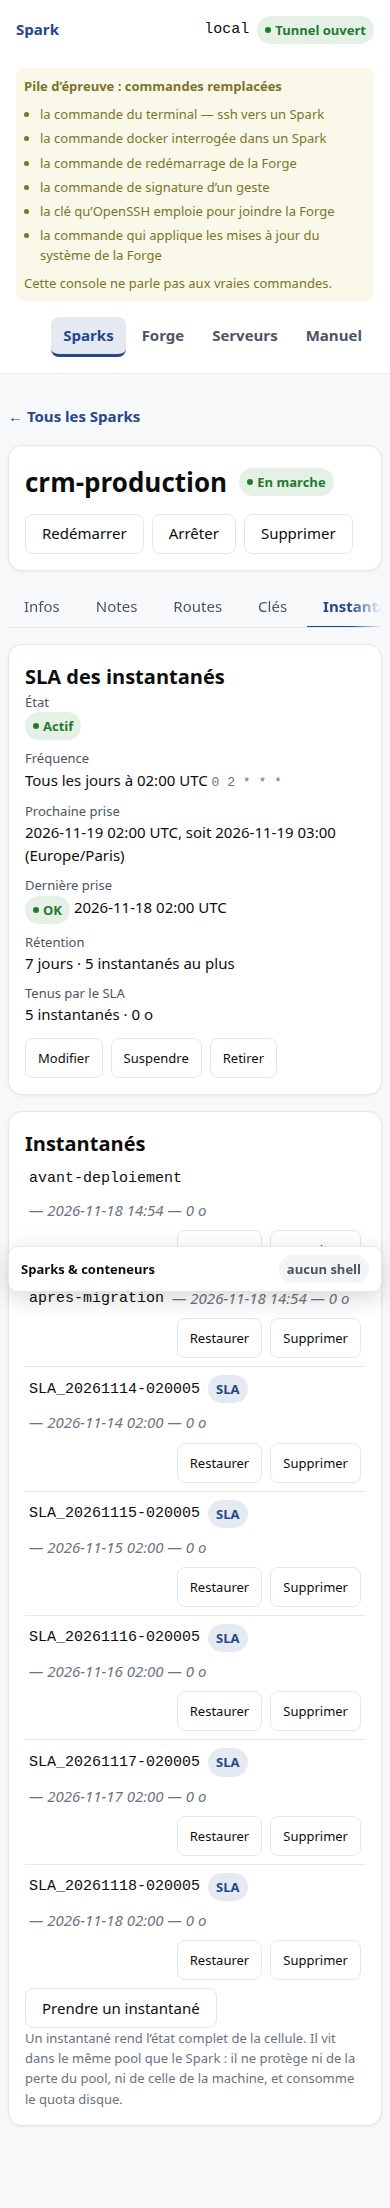 Spark
local
Tunnel ouvert
Pile d’épreuve : commandes remplacées
la commande du terminal — ssh vers un Spark
la commande docker interrogée dans un Spark
la commande de redémarrage de la Forge
la commande de signature d’un geste
la clé qu’OpenSSH emploie pour joindre la Forge
la commande qui applique les mises à jour du
système de la Forge
Cette console ne parle pas aux vraies commandes.
Sparks Forge Serveurs Manuel
← Tous les Sparks
crm-production
En marche
Redémarrer Arrêter Supprimer
Infos Notes Routes Clés Instant
SLA des instantanés
État
Actif
Fréquence
Tous les jours à 02:00 UTC 0 2 * * *
Prochaine prise
2026-11-19 02:00 UTC, soit 2026-11-19 03:00
(Europe/Paris)
Dernière prise
OK 2026-11-18 02:00 UTC
Rétention
7 jours · 5 instantanés au plus
Tenus par le SLA
5 instantanés · 0 o
Modifier Suspendre Retirer
Instantanés
avant-deploiement
— 2026-11-18 14:54 — 0 o
Sparks & conteneurs
aucun shell
apres-migration — 2026-11-18 14:54 — 0 o
Restaurer Supprimer
SLA_20261114-020005 SLA
— 2026-11-14 02:00 — 0 o
Restaurer Supprimer
SLA_20261115-020005 SLA
— 2026-11-15 02:00 — 0 o
Restaurer Supprimer
SLA_20261116-020005 SLA
— 2026-11-16 02:00 — 0 o
Restaurer Supprimer
SLA_20261117-020005 SLA
— 2026-11-17 02:00 — 0 o
Restaurer Supprimer
SLA_20261118-020005 SLA
— 2026-11-18 02:00 — 0 o
Restaurer Supprimer
Prendre un instantané
Un instantané rend l’état complet de la cellule. Il vit
dans le même pool que le Spark : il ne protège ni de la
perte du pool, ni de celle de la machine, et consomme
le quota disque.